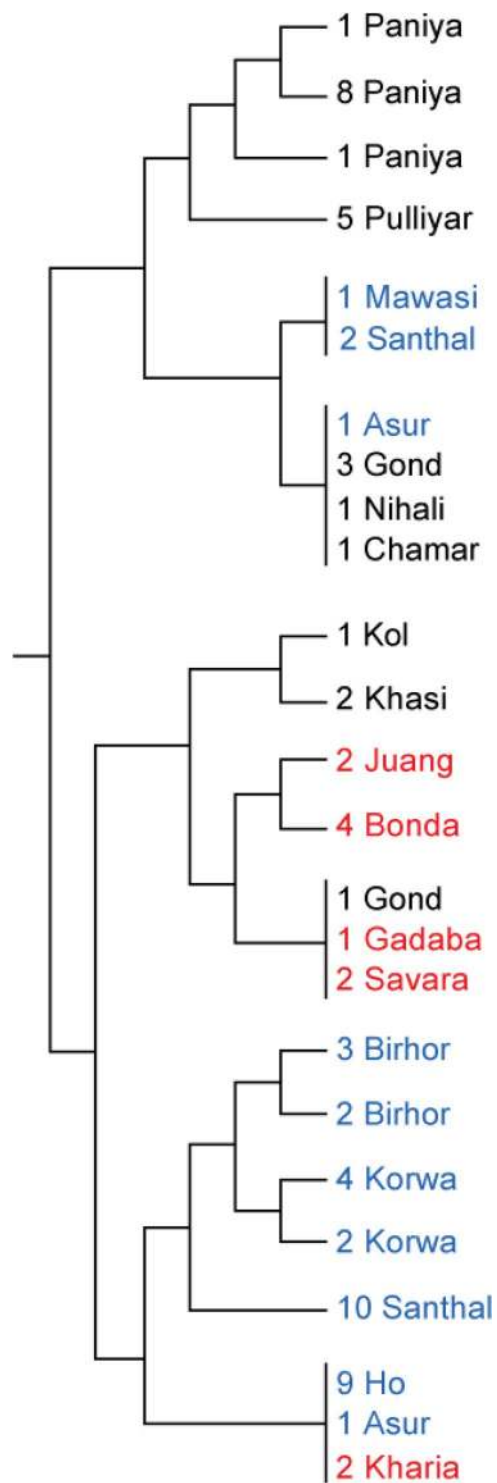 1 Paniya
8 Paniya
1 Paniya
5 Pulliyar
1 Mawasi
2 Santhal
1 Asur
3 Gond
1 Nihali
1 Chamar
1 Kol
2 Khasi
2 Juang
4 Bonda
1 Gond
1 Gadaba
2 Savara
3 Birhor
2 Birhor
4 Korwa
2 Korwa
10 Santhal
9 Ho
1 Asur
2 Kharia